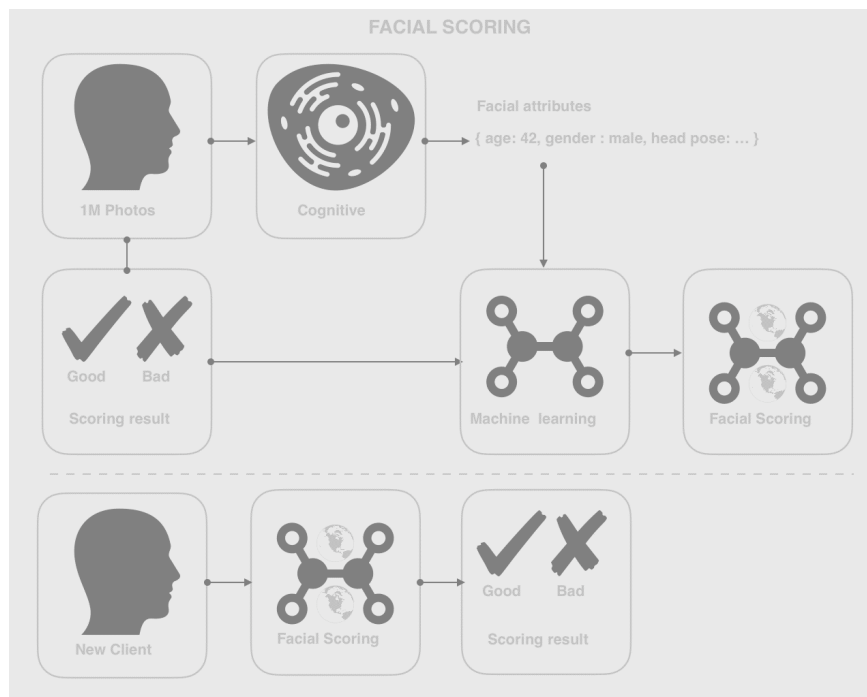 FACIAL SCORING
Facial attributes
{ age: 42, gender : male, head pose: ... }
1M Photos
Cognitive
Good Bad
Scoring result
Machine learning
Facial Scoring
New Client
Facial Scoring
Good Bad
Scoring result